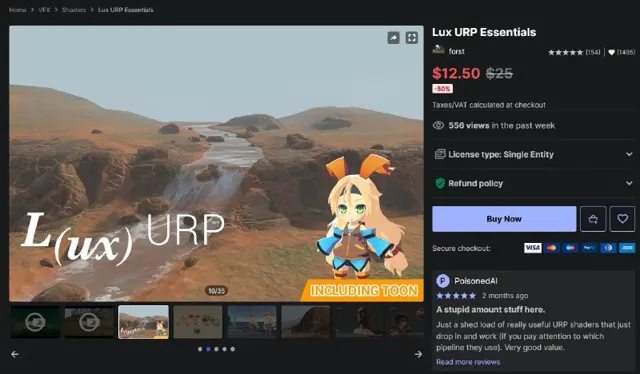 Home > VFX > Shaders > Lux URP Essentials
Lux URP Essentials
forst
(154) | (1495)
$12.50 $25
-50%
Taxes/VAT calculated at checkout
556 views in the past week
License type: Single Entity
Refund policy
Buy Now
Secure checkout:
VISA
PayPal
L(ux) URP
INCLUDING TOON
10/35
P PoisonedAI
2 months ago
A stupid amount stuff here.
Just a shed load of really useful URP shaders that just
drop in and work (if you pay attention to which
pipeline they use). Very good value.
Read more reviews